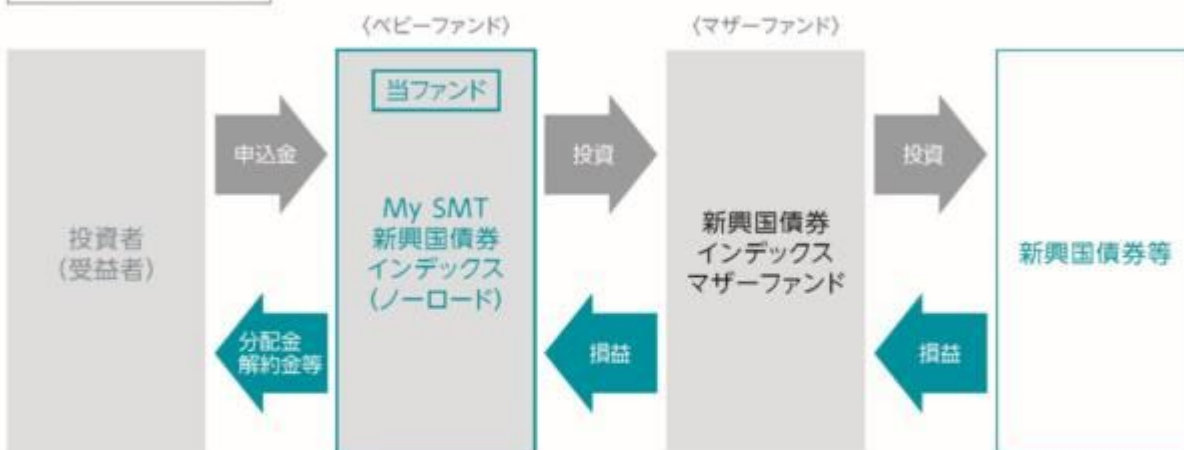 〈ベビーファンド〉
〈マザーファンド〉
当ファンド
申込金
投資
投資
投資者
(受益者)
My SMT
新興国債券
インデックス
(ノーロード)
新興国債券
インデックス
マザーファンド
新興国債券等
分配金
解約金等
損益
損益